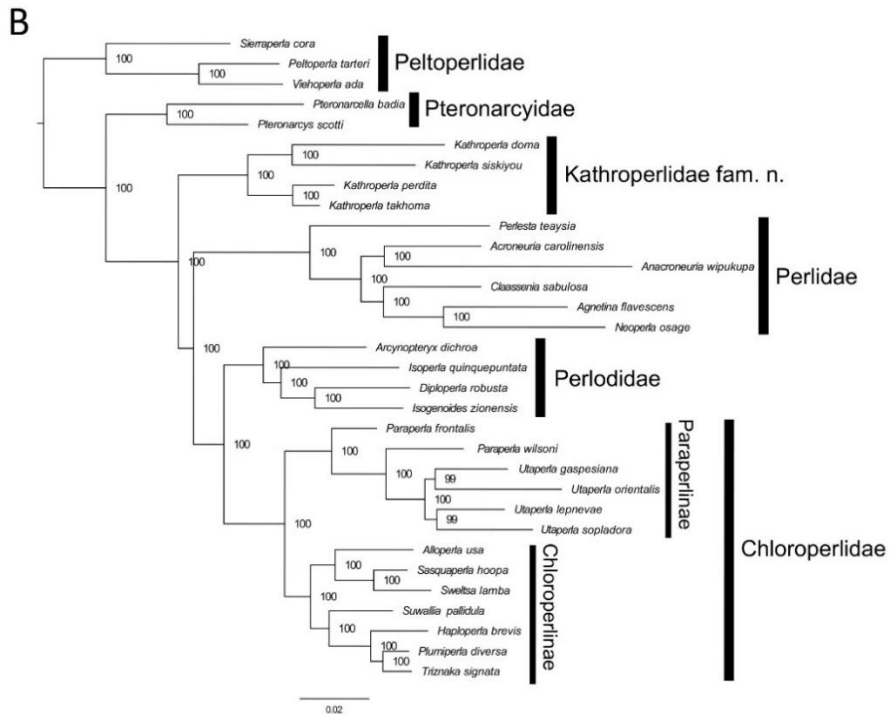 B
Sierraperla cora
100
Peltoperla tarteri
100
Viehoperla ada
Peltoperlidae
Pteronarcella badia
100
Pteronarcys scotti
Pteronarcyidae
100
Kathroperla doma
100
Kathroperla siskiyou
100
Kathroperla perdita
100
Kathroperla takhoma
Kathroperlidae fam. n.
100
Perlesta teaysia
100
Acroneuria carolinensis
100
Anacroneuria wipukupa
100
Claassenia sabulosa
100
Agnetina flavescens
100
Neoperla osage
Perlidae
100
Arcynopteryx dichroa
100
Isoperla quinquepuntata
100
Diploperla robusta
100
Isogenoides zionensis
Perlodidae
100
Paraperla frontalis
100
Paraperla wilsoni
100
Utaperla gaspesiana
99
Utaperla orientalis
100
Utaperla lepnevae
99
Utaperla sopladora
Paraperlinae
100
Alloperla usa
100
Sasquaperla hoopa
100
Sweltsa lamba
100
Suwallia pallidula
100
Haploperla brevis
100
Plumiperla diversa
100
Triznaka signata
Chloroperlinae
Chloroperlidae
0.02